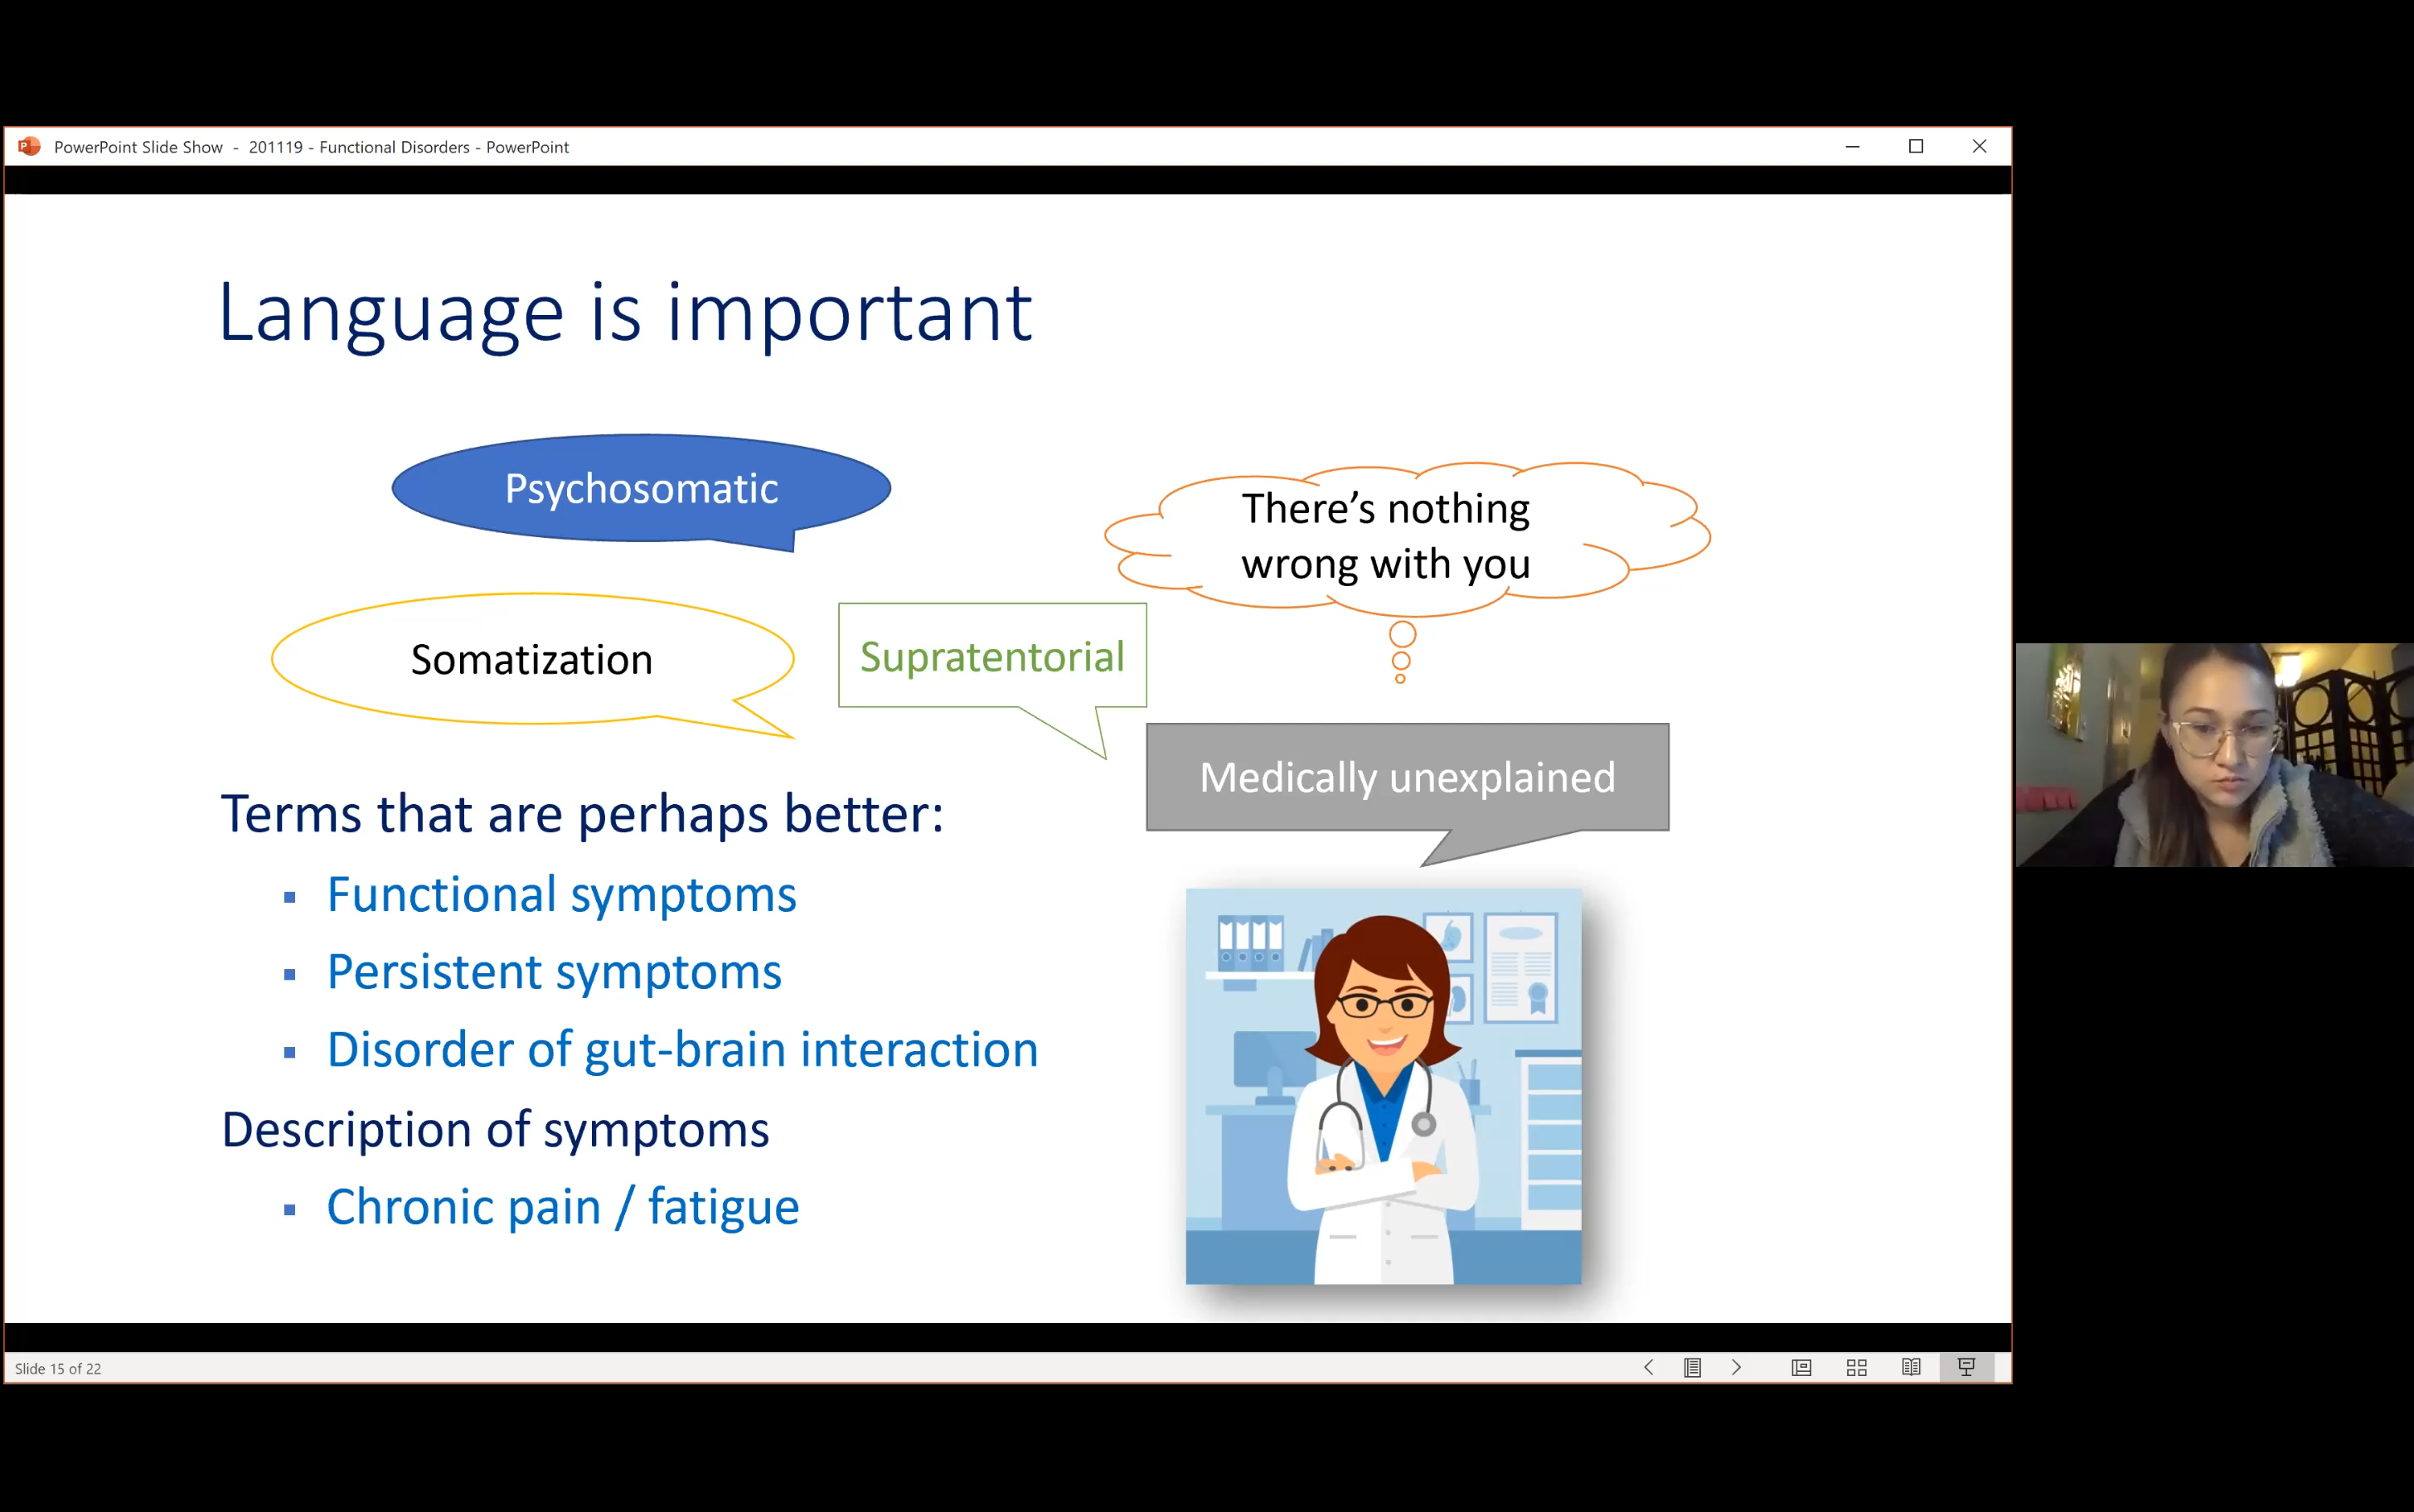 PowerPoint Slide Show - 201119 - Functional Disorders - PowerPoint
Language is important
Psychosomatic
There's nothing
wrong with you
Somatization
Supratentorial
Medically unexplained
Terms that are perhaps better:
▪ Functional symptoms
▪ Persistent symptoms
▪ Disorder of gut-brain interaction
Description of symptoms
▪ Chronic pain / fatigue
Slide 15 of 22